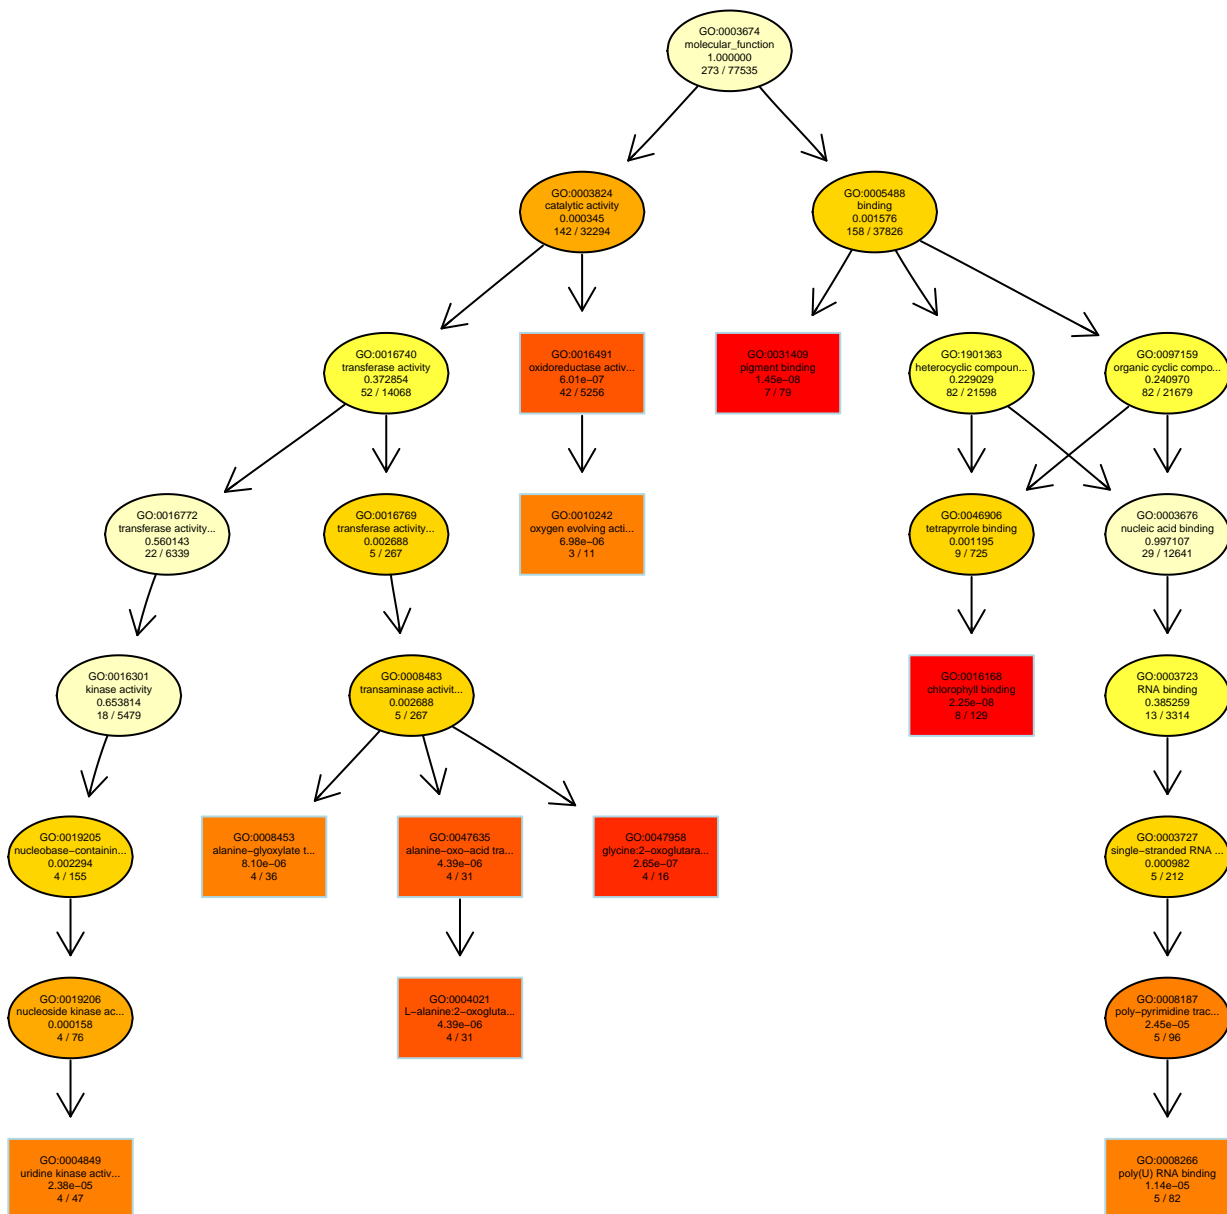 GO:0003674
molecular_function
1.000000
273 / 77535
GO:0003824
catalytic activity
0.000345
142 / 32294
GO:0005488
binding
0.001576
158 / 37826
GO:0016740
transferase activity
0.372854
52 / 14068
GO:0016491
oxidoreductase activ...
6.01e−07
42 / 5256
GO:0031409
pigment binding
1.45e−08
7 / 79
GO:1901363
heterocyclic compoun...
0.229029
82 / 21598
GO:0097159
organic cyclic compo...
0.240970
82 / 21679
GO:0016772
transferase activity...
0.560143
22 / 6339
GO:0016769
transferase activity...
0.002688
5 / 267
GO:0010242
oxygen evolving acti...
6.98e−06
3 / 11
GO:0046906
tetrapyrrole binding
0.001195
9 / 725
GO:0003676
nucleic acid binding
0.997107
29 / 12641
GO:0016301
kinase activity
0.653814
18 / 5479
GO:0008483
transaminase activit...
0.002688
5 / 267
GO:0016168
chlorophyll binding
2.25e−08
8 / 129
GO:0003723
RNA binding
0.385259
13 / 3314
GO:0019205
nucleobase−containin...
0.002294
4 / 155
GO:0008453
alanine−glyoxylate t...
8.10e−06
4 / 36
GO:0047635
alanine−oxo−acid tra...
4.39e−06
4 / 31
GO:0047958
glycine:2−oxoglutara...
2.65e−07
4 / 16
GO:0003727
single−stranded RNA ...
0.000982
5 / 212
GO:0019206
nucleoside kinase ac...
0.000158
4 / 76
GO:0004021
L−alanine:2−oxogluta...
4.39e−06
4 / 31
GO:0008187
poly−pyrimidine trac...
2.45e−05
5 / 96
GO:0004849
uridine kinase activ...
2.38e−05
4 / 47
GO:0008266
poly(U) RNA binding
1.14e−05
5 / 82